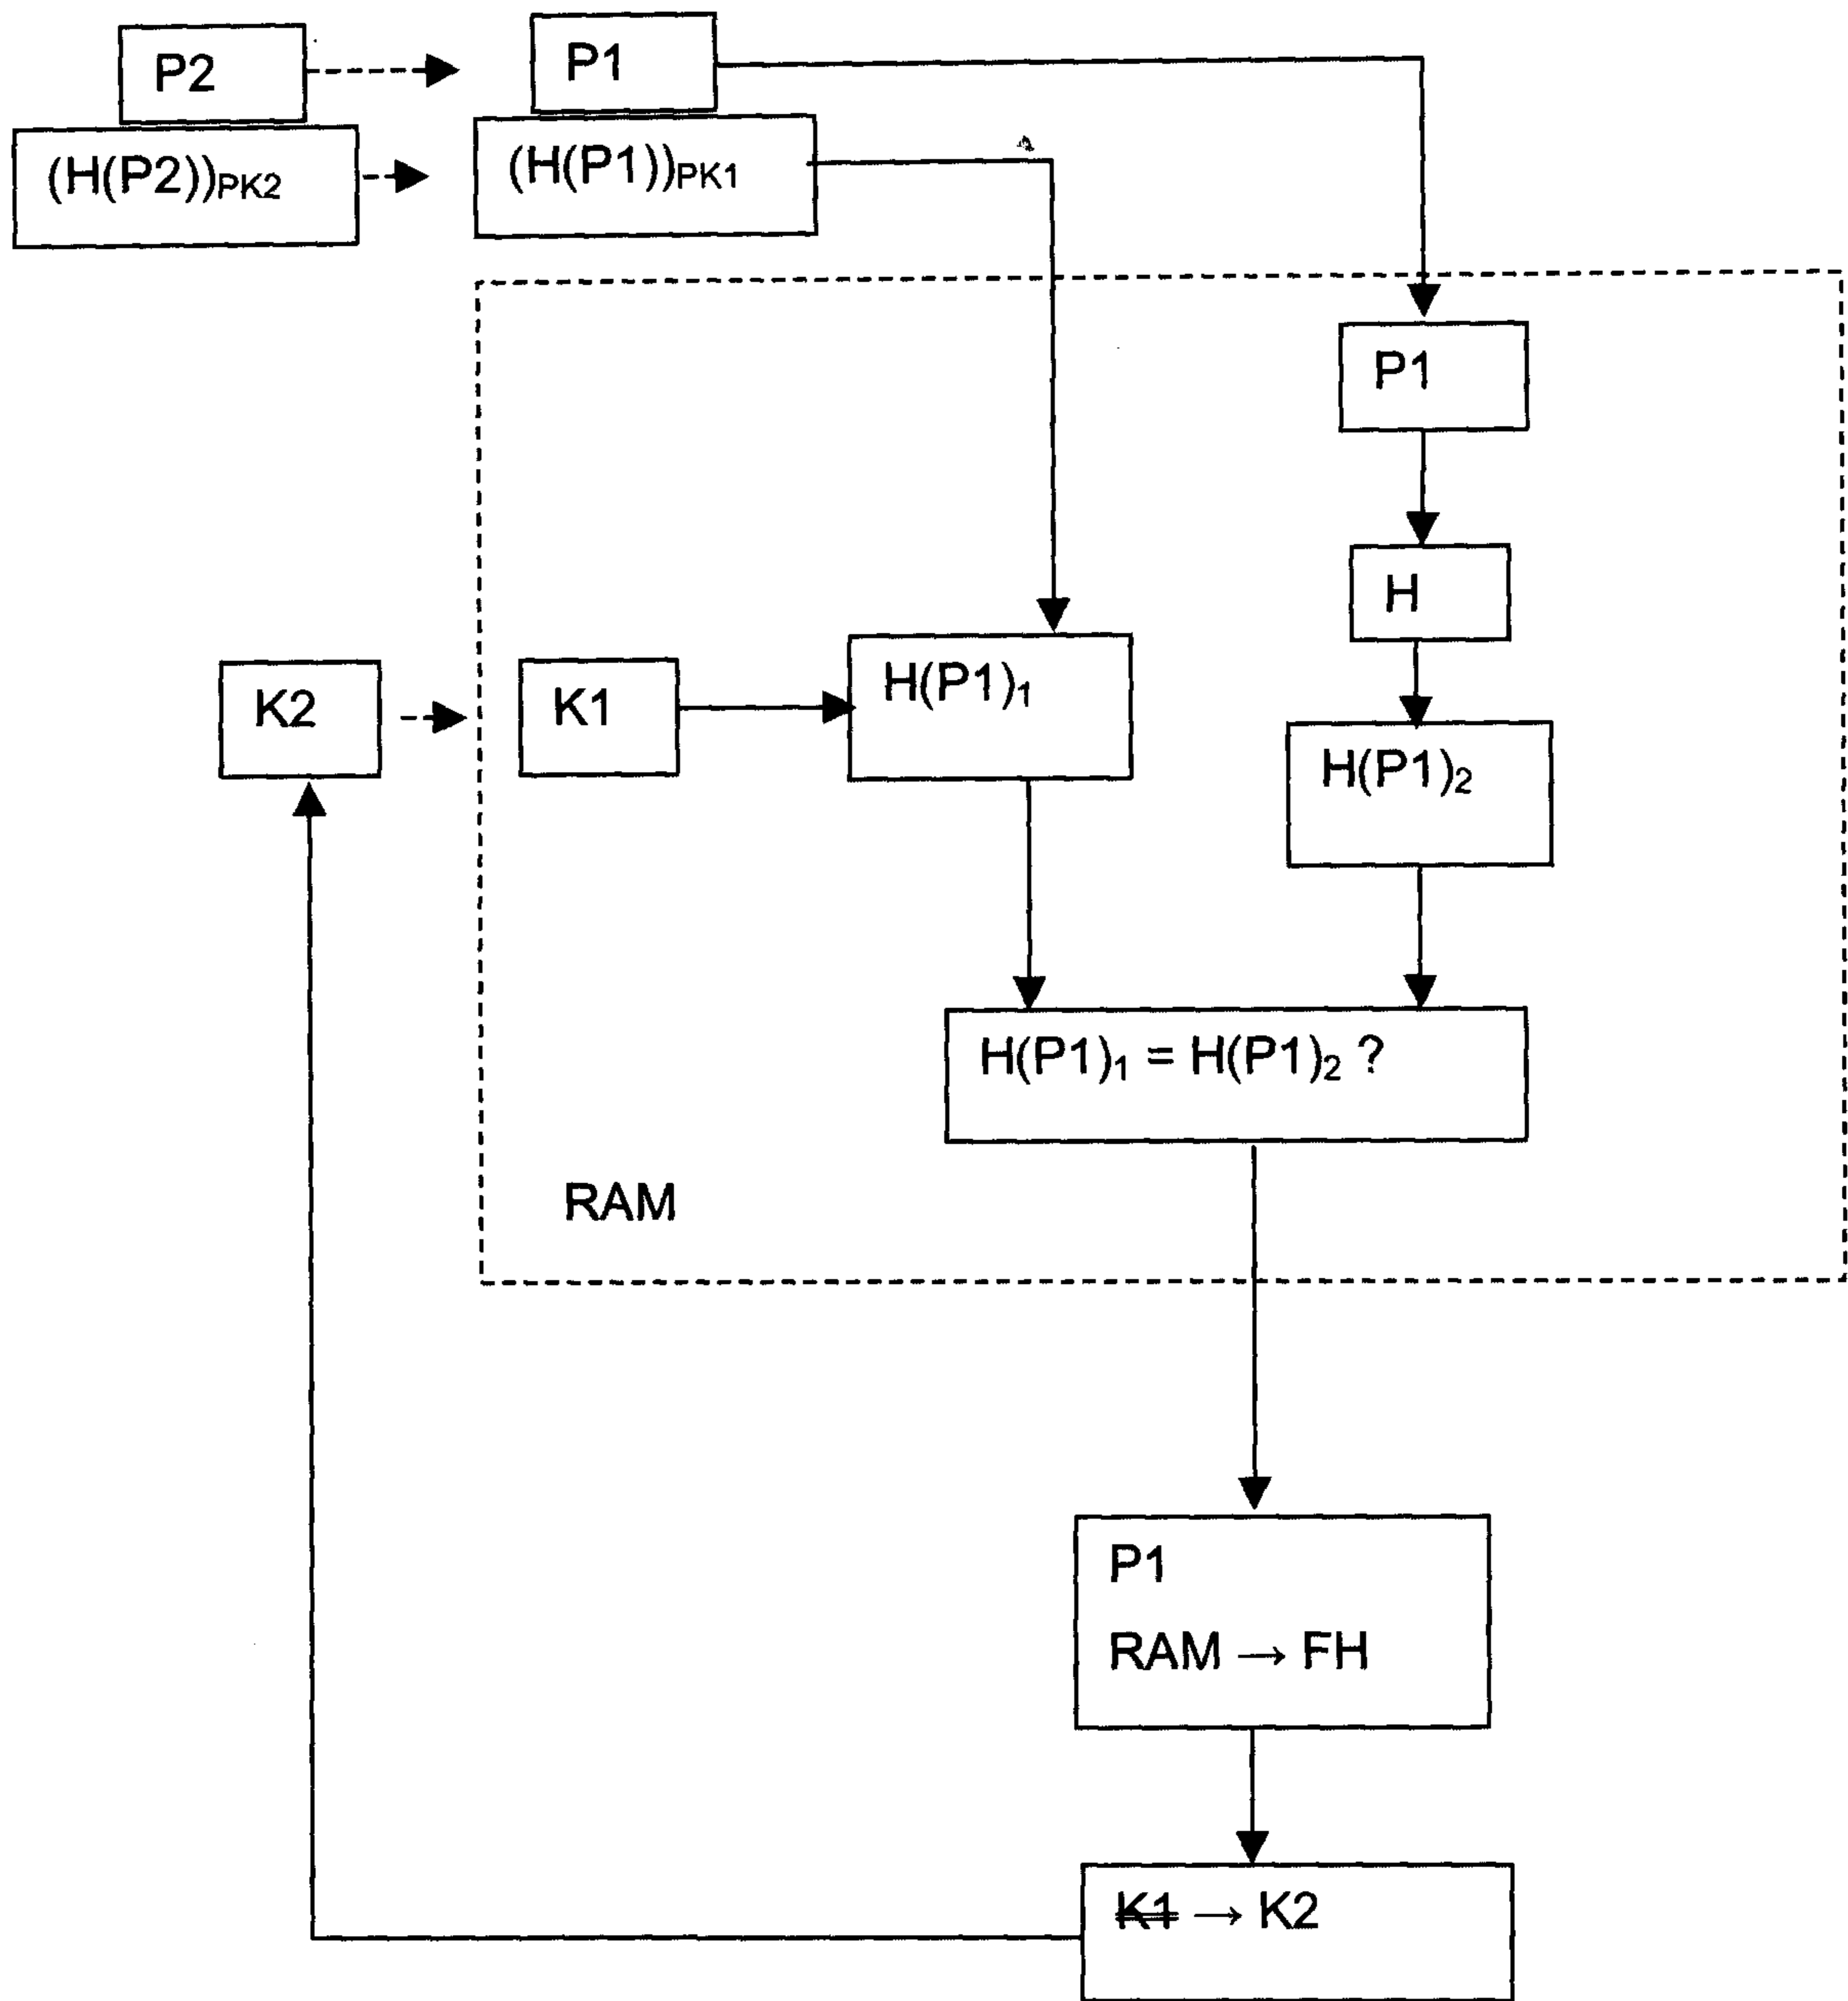 P2
P1
(H(P2))PK2
(H(P1))PK1
P1
H
K2
K1
H(P1)1
H(P1)2
H(P1)1 = H(P1)2 ?
RAM
P1
RAM → FH
K1 → K2